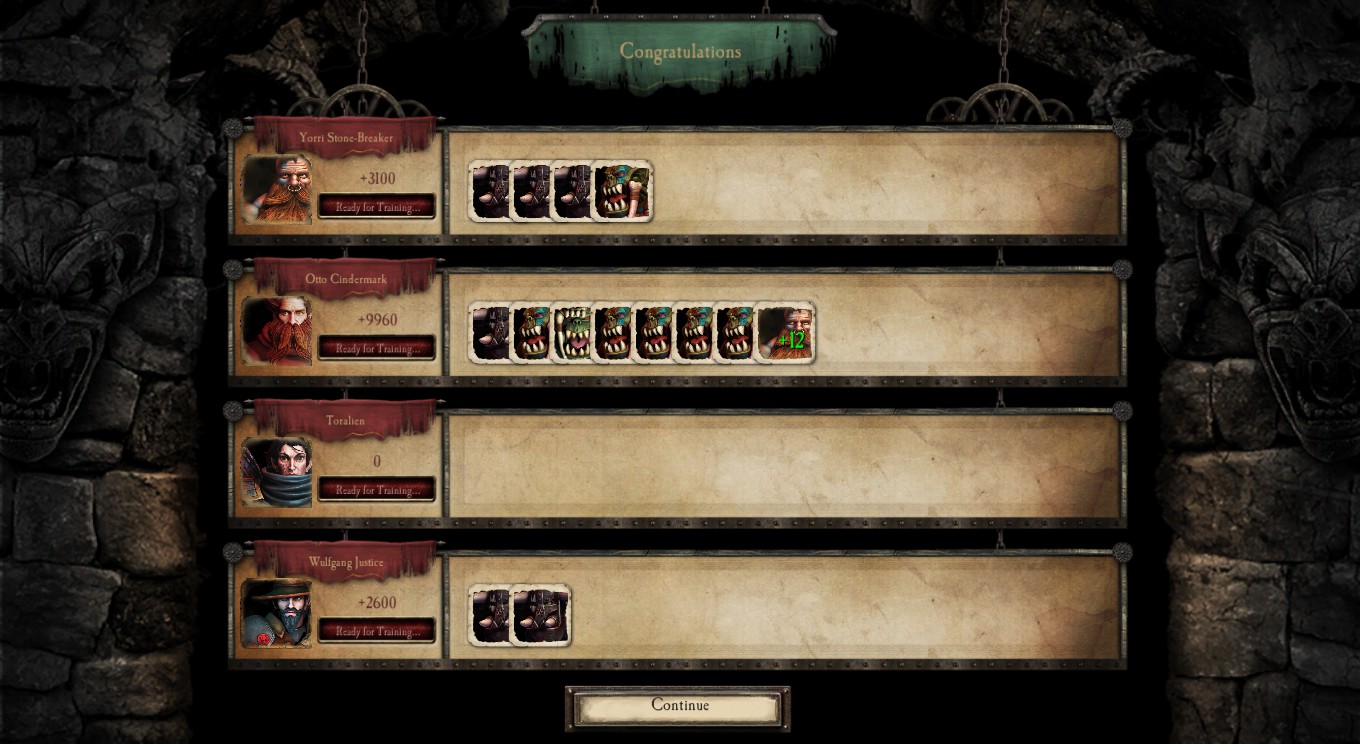 Congratulations
Yorri Stone-Breaker
+3100
Ready for Training...
Otto Cindermark
+9960
Ready for Training...
+12
Toralien
0
Ready for Training...
Wulfgang Justice
+2600
Ready for Training...
Continue